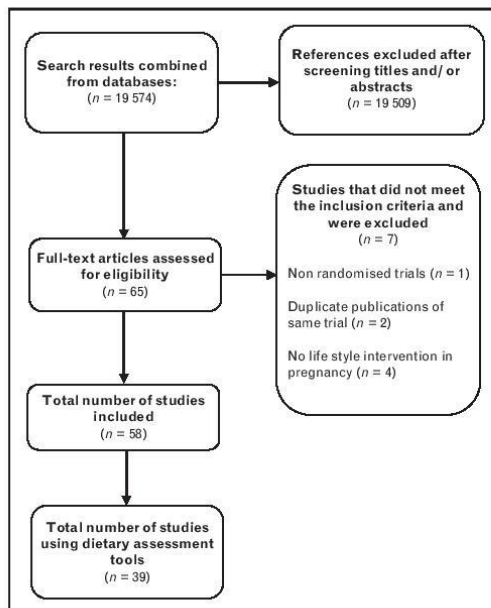 Search results combined
from databases:
(n = 19 574)
References excluded after
screening titles and/ or
abstracts
(n = 19 509)
Full-text articles assessed
for eligibility
(n = 65)
Studies that did not meet
the inclusion criteria and
were excluded
(n = 7)
Non randomised trials (n = 1)
Duplicate publications of
same trial (n = 2)
No life style intervention in
pregnancy (n = 4)
Total number of studies
included
(n = 58)
Total number of studies
using dietary assessment
tools
(n = 39)